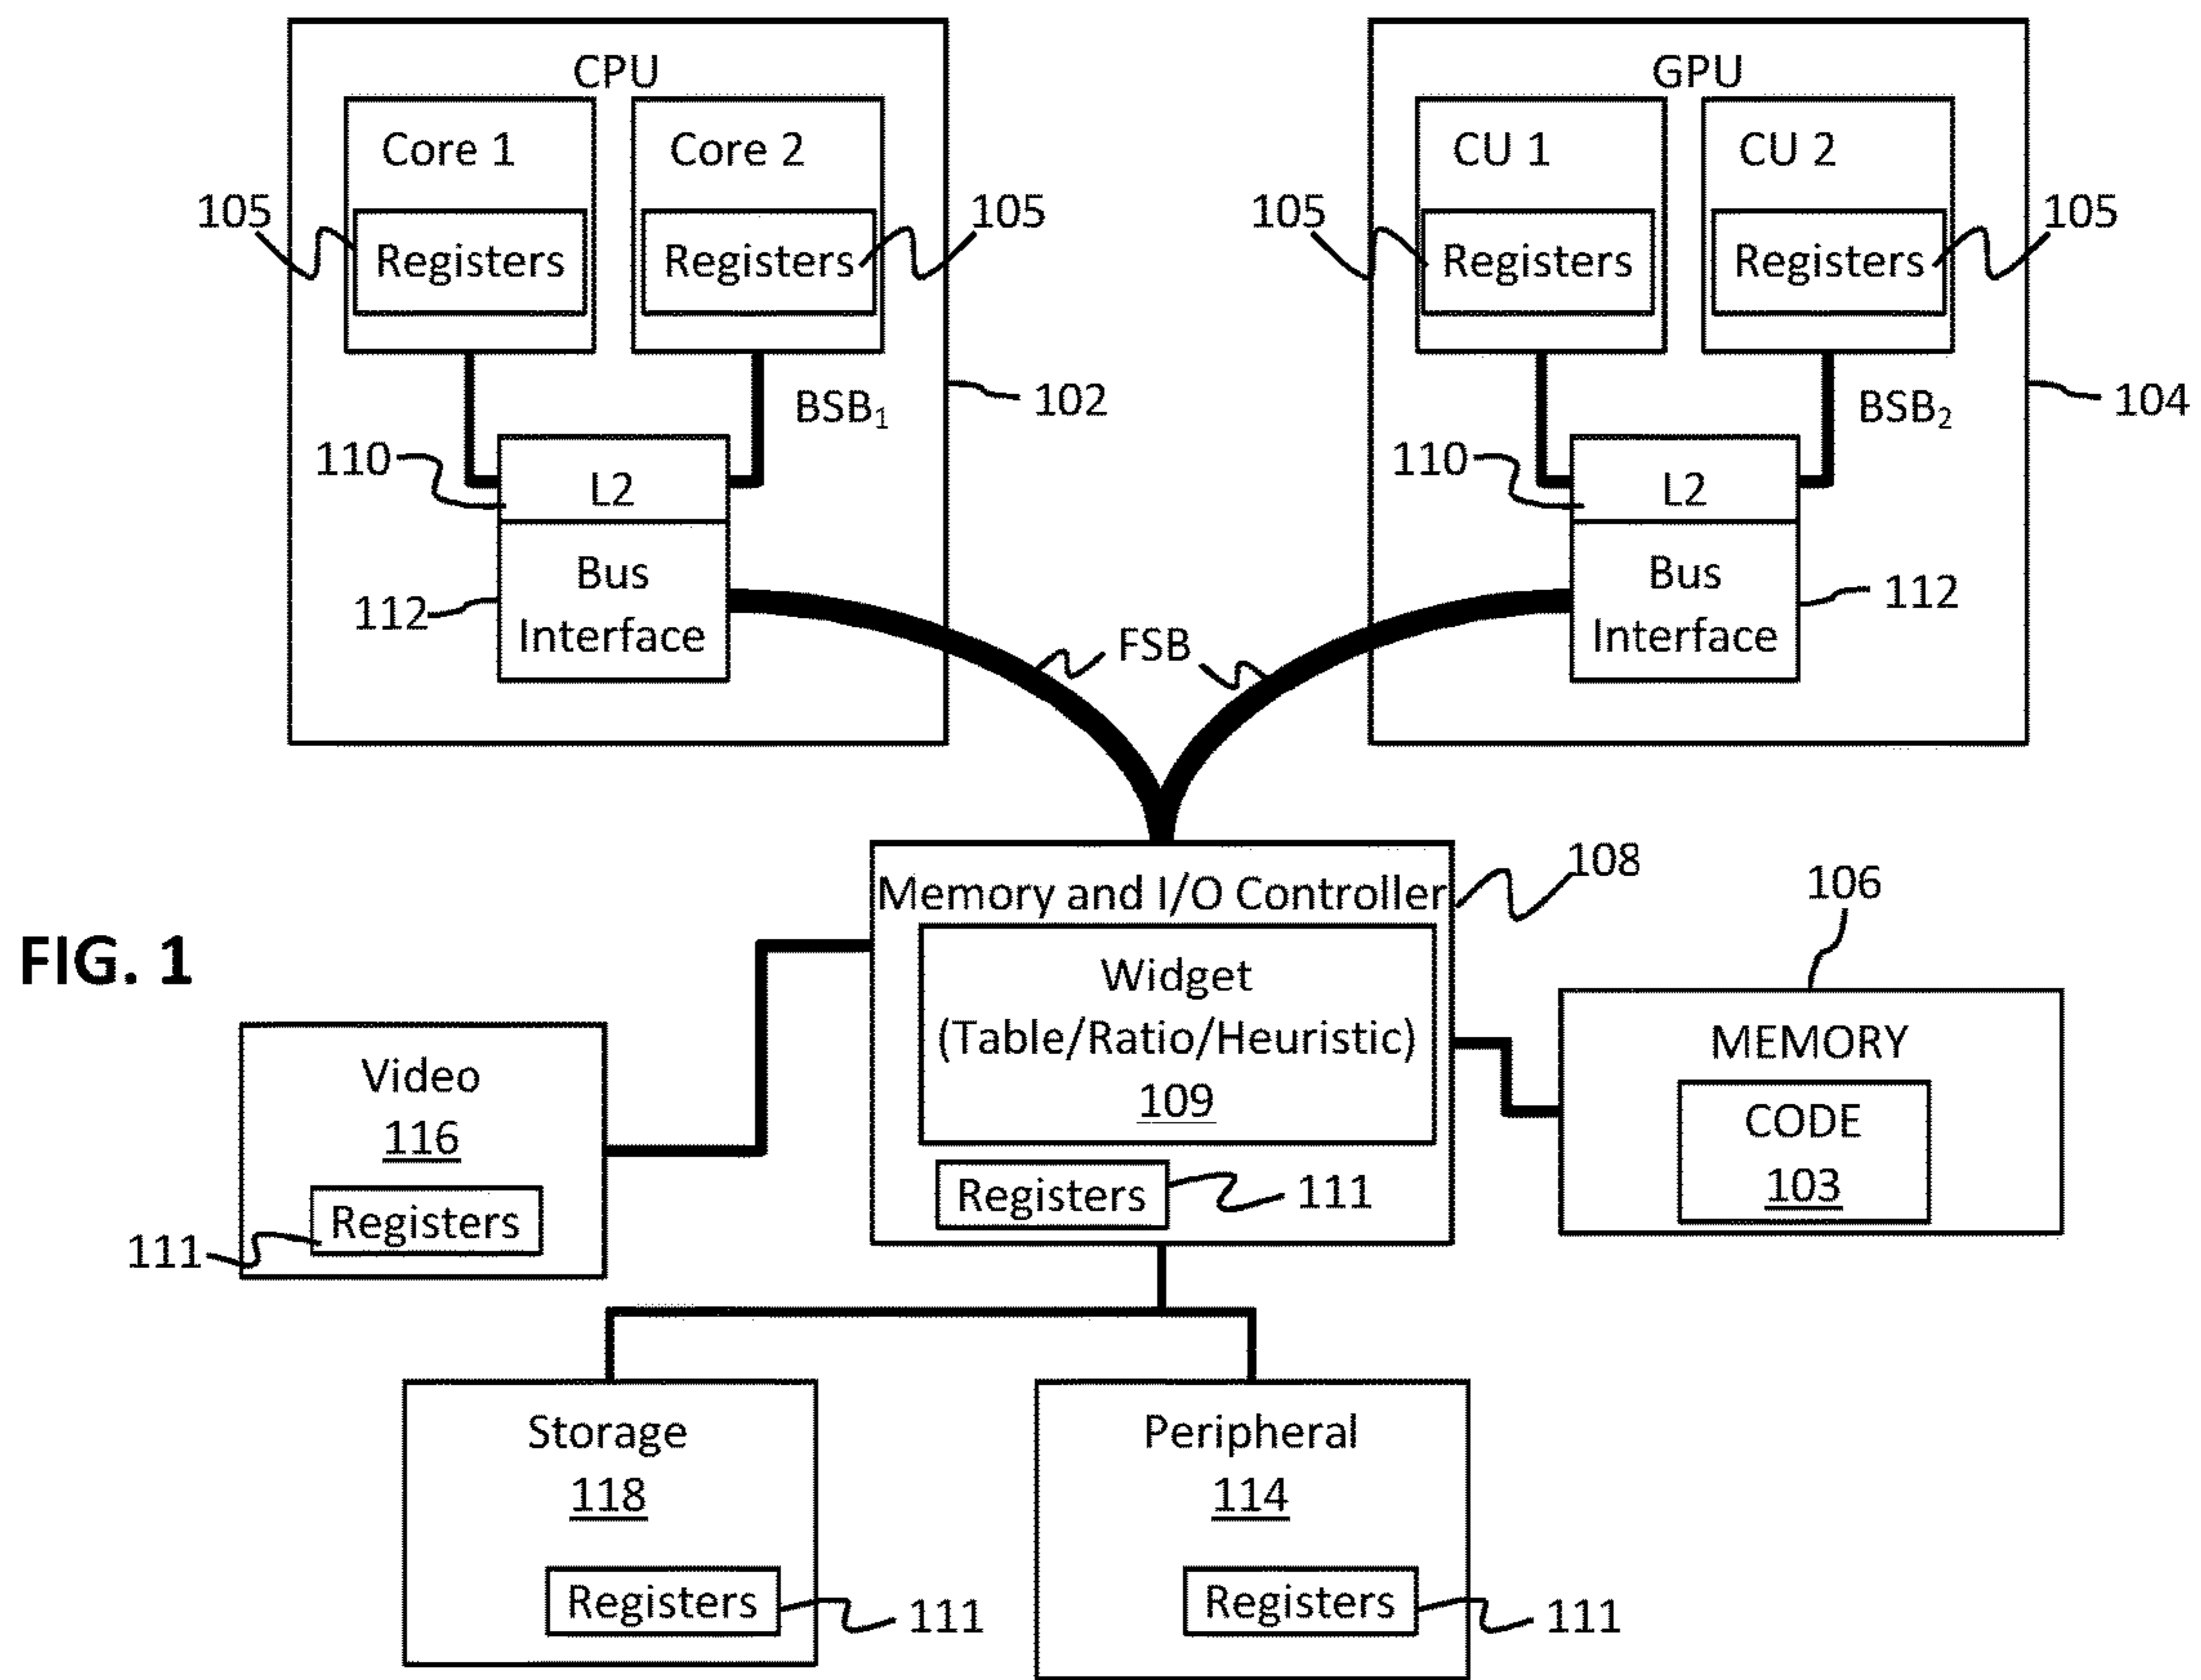 CPU
Core 1
Core 2
105
Registers
Registers
105
BSB₁
102
110
L2
112
Bus
Interface
GPU
CU 1
CU 2
105
Registers
Registers
105
BSB₂
104
110
L2
Bus
Interface
112
FSB
FIG. 1
Memory and I/O Controller
108
Widget
(Table/Ratio/Heuristic)
109
Registers
111
106
MEMORY
CODE
103
Video
116
Registers
111
Storage
118
Registers
111
Peripheral
114
Registers
111